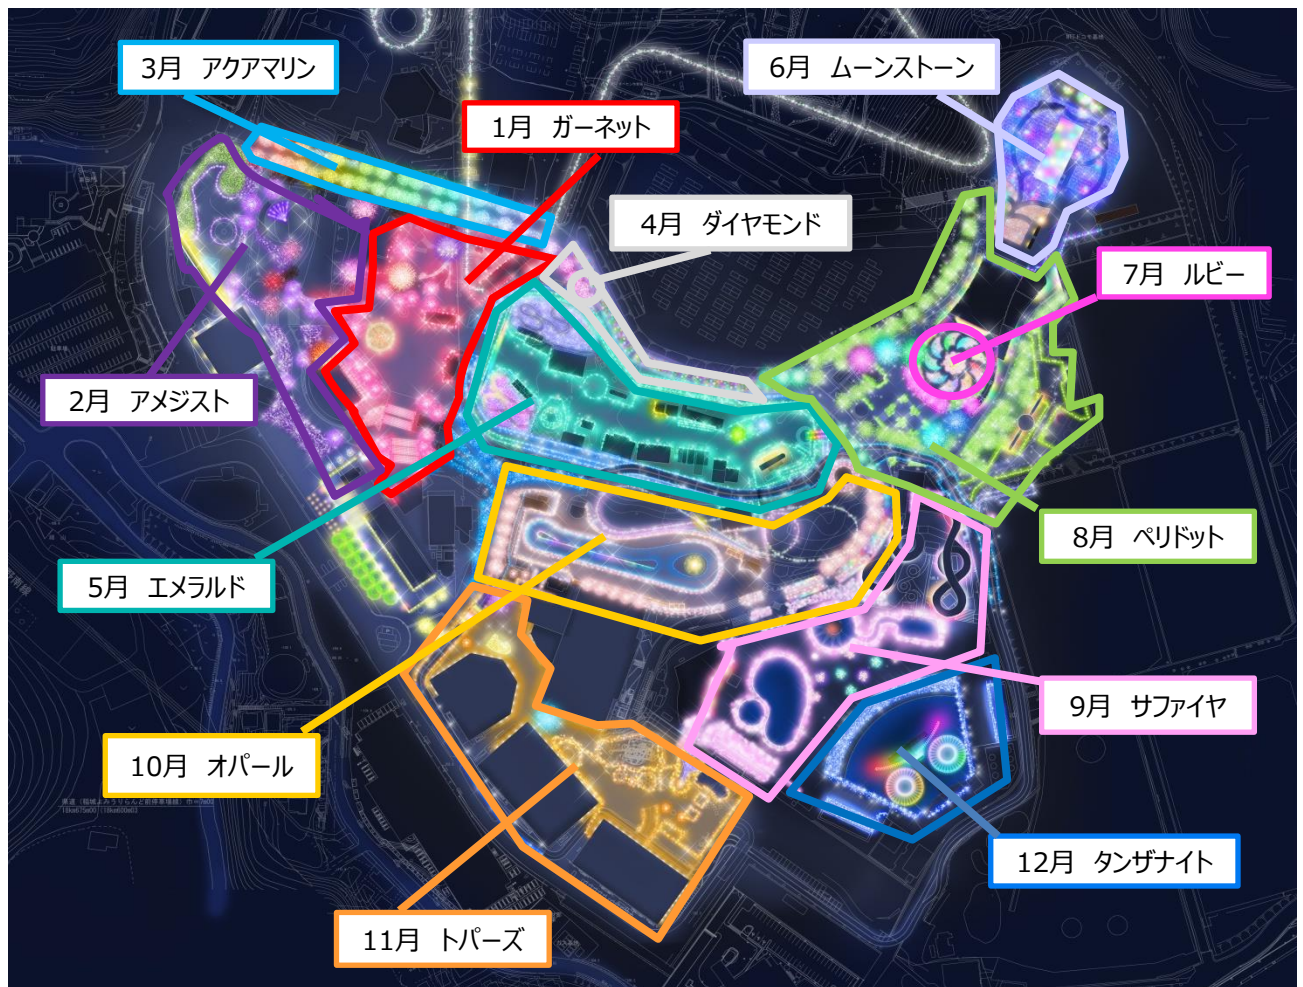 3月 アクアマリン
6月 ムーンストーン
1月 ガーネット
4月 ダイヤモンド
7月 ルビー
2月 アメジスト
8月 ペリドット
5月 エメラルド
9月 サファイヤ
10月 オパール
12月 タンザナイト
11月 トパーズ